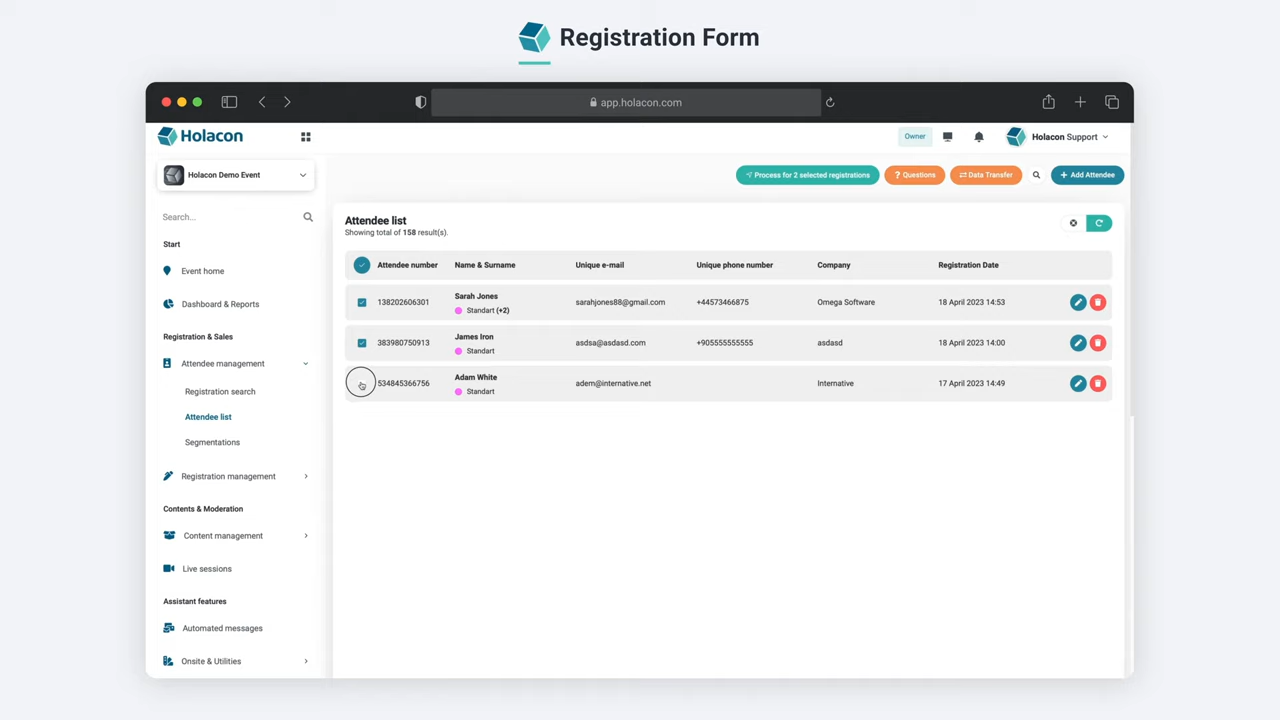 Registration Form
app.holacon.com
Holacon
Owner
Holacon Support
Holacon Demo Event
Process for 2 selected registrations
? Questions
Data Transfer
+ Add Attendee
Search...
Start
Event home
Dashboard & Reports
Registration & Sales
Attendee management
Registration search
Attendee list
Segmentations
Registration management
Contents & Moderation
Content management
Live sessions
Assistant features
Automated messages
Onsite & Utilities
Attendee list
Showing total of 158 result(s).
Attendee number Name & Surname Unique e-mail Unique phone number Company Registration Date
138202606301 Sarah Jones sarahjones88@gmail.com +44573466875 Omega Software 18 April 2023 14:53
Standart (+2)
383980750913 James Iron asdsa@asdasd.com +905555555555 asdasd 18 April 2023 14:00
Standart
534845366756 Adam White adem@internative.net Internative 17 April 2023 14:49
Standart